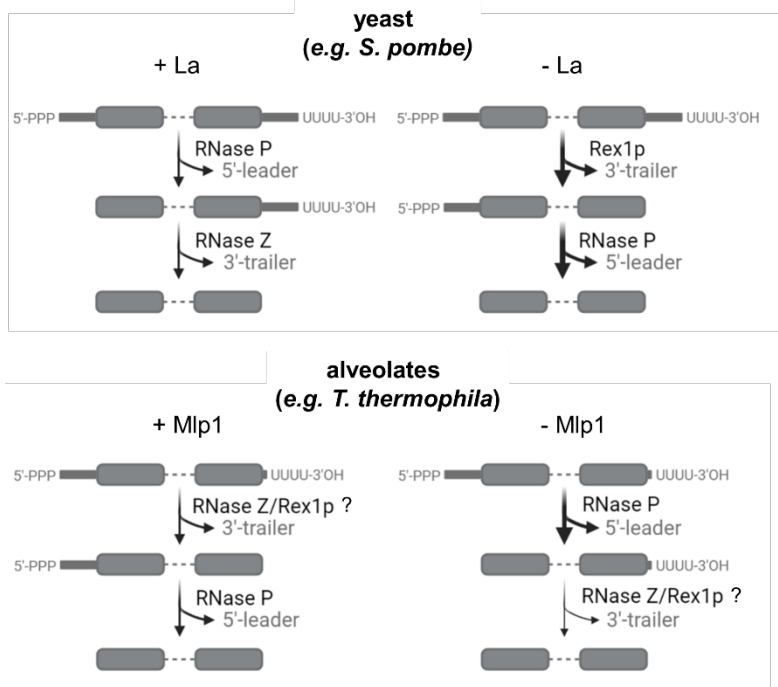 yeast
(e.g. S. pombe)
+ La
- La
5'-PPP
UUUU-3'OH
5'-PPP
UUUU-3'OH
RNase P
5'-leader
Rex1p
3'-trailer
UUUU-3'OH
5'-PPP
RNase Z
3'-trailer
RNase P
5'-leader
alveolates
(e.g. T. thermophila)
+ Mlp1
- Mlp1
5'-PPP
UUUU-3'OH
5'-PPP
UUUU-3'OH
RNase Z/Rex1p ?
3'-trailer
RNase P
5'-leader
5'-PPP
UUUU-3'OH
RNase P
5'-leader
RNase Z/Rex1p ?
3'-trailer